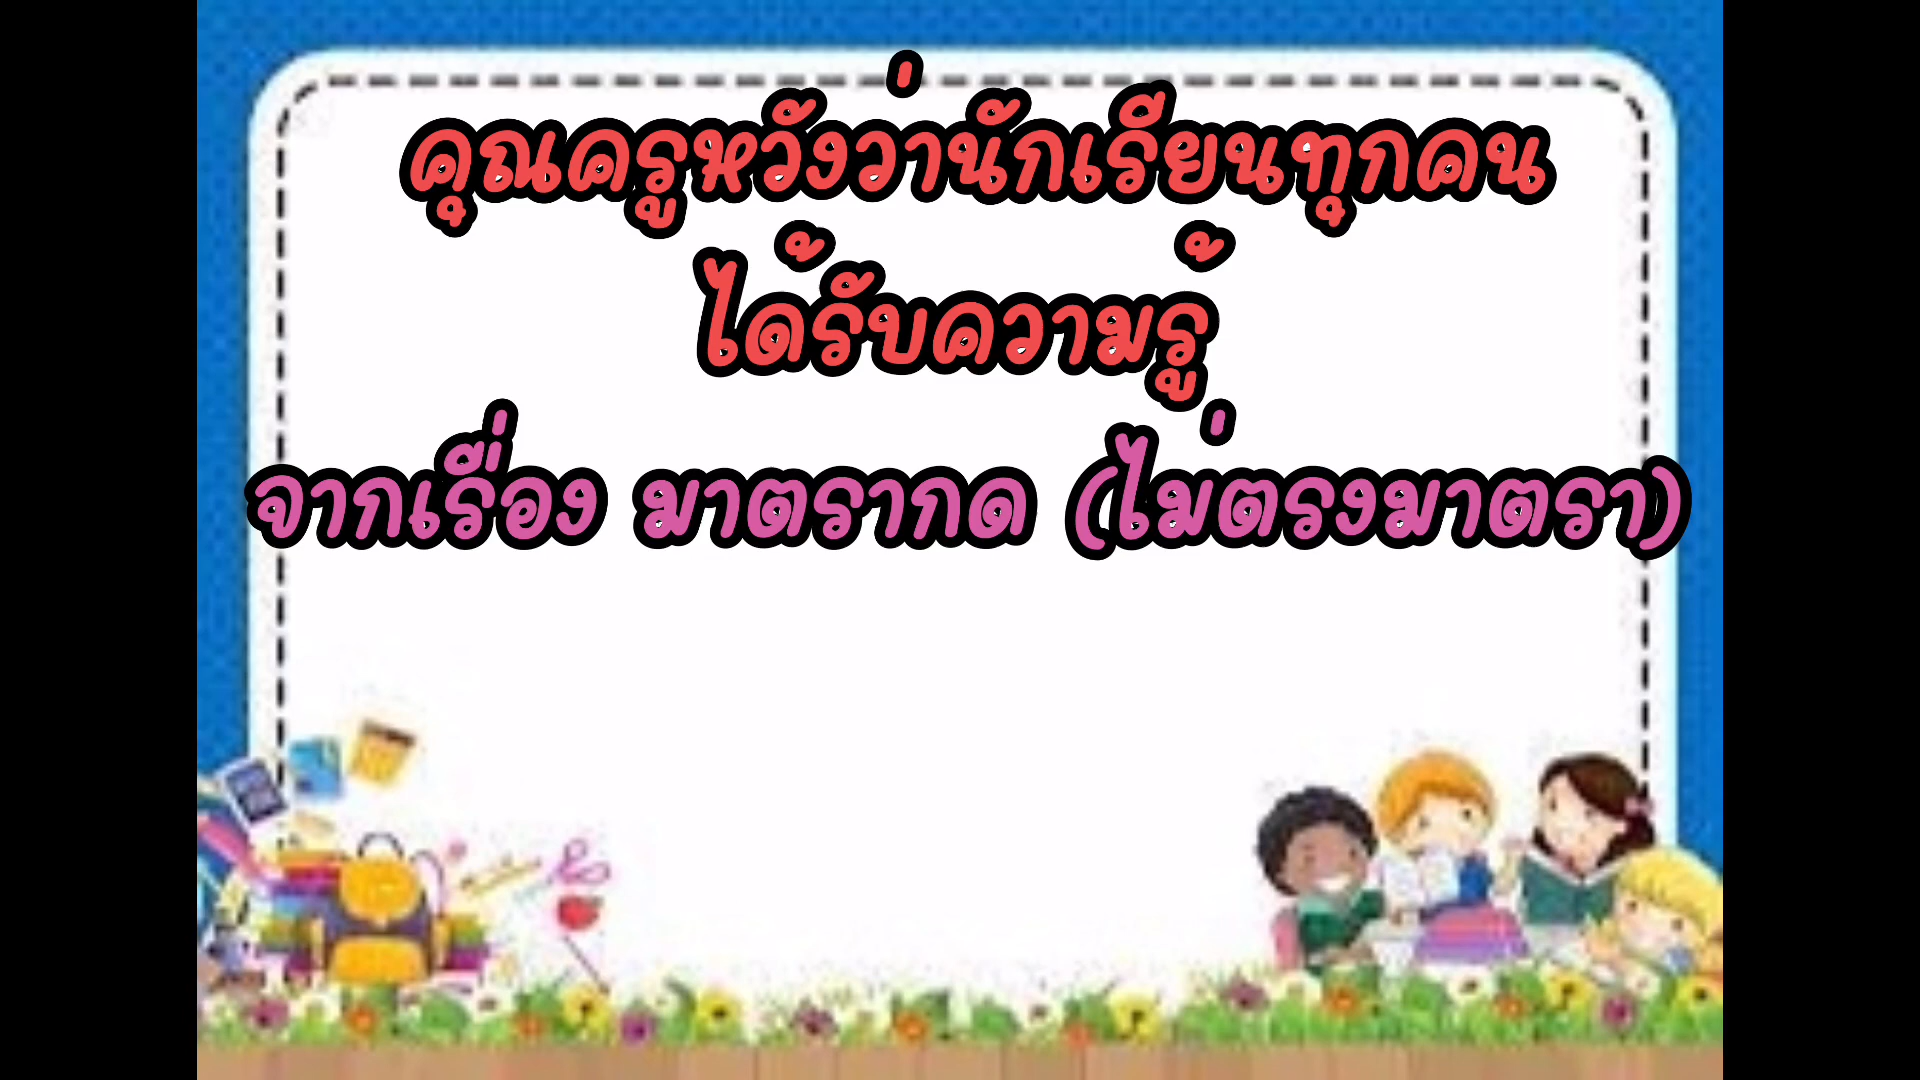 คุณครูหวังว่านักเรียนทุกคน
ได้รับความรู้
จากเรื่อง มาตรากด (ไม่ตรงมาตรา)